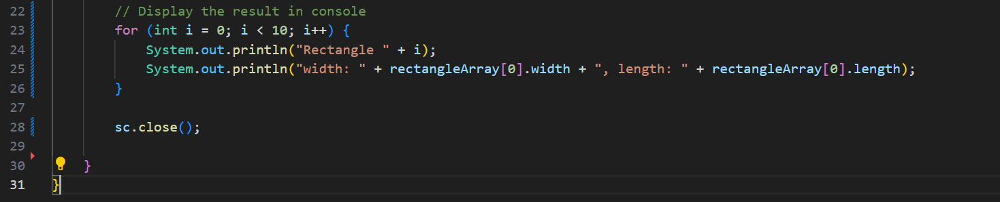 22 // Display the result in console
23 for (int i = 0; i < 10; i++) {
24 System.out.println("Rectangle " + i);
25 System.out.println("width: " + rectangleArray[0].width + ", length: " + rectangleArray[0].length);
26 }
27
28 sc.close();
29
30 }
31 }